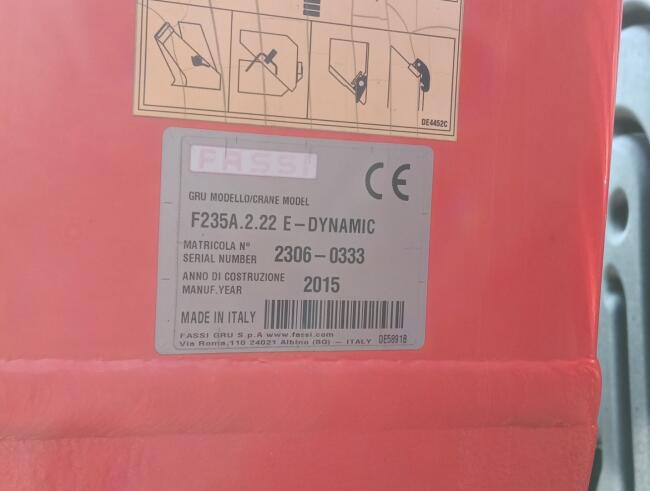 DE4452C
FASSI
CE
GRU MODELLO/CRANE MODEL
F235A.2.22 E-DYNAMIC
MATRICOLA N°
SERIAL NUMBER 2306-0333
ANNO DI COSTRUZIONE
MANUF.YEAR 2015
MADE IN ITALY
FASSI GRU S.p.A www.fassi.com
Via Roma,110 24021 Albino (BG) - ITALY DE5891B